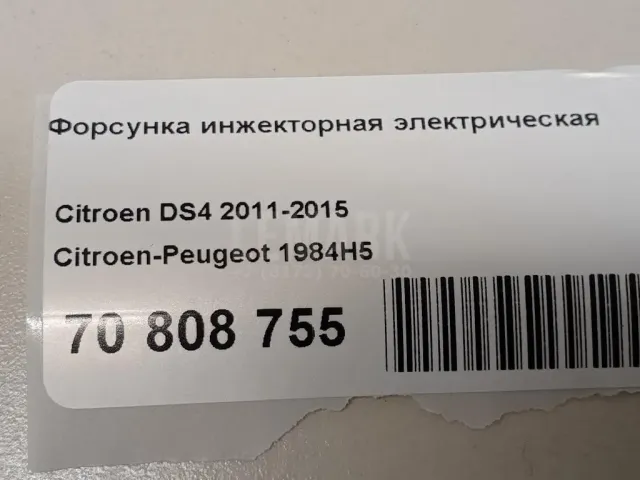 Форсунка инжекторная электрическая
Citroen DS4 2011-2015
Citroen-Peugeot 1984H5
70 808 755